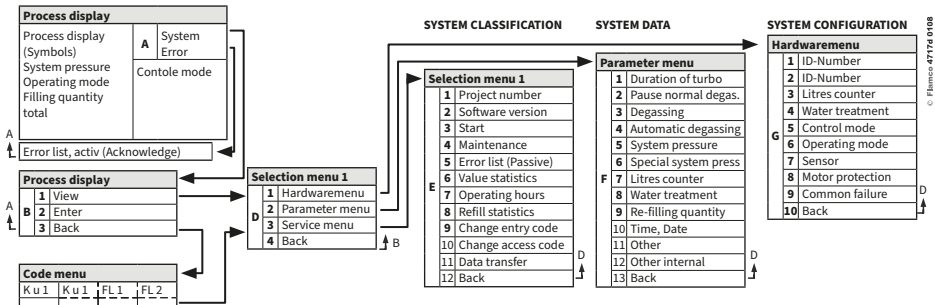 Process display
Process display
(Symbols)
System pressure
Operating mode
Filling quantity
total
A
System
Error
Contole mode
A
Error list, activ (Acknowledge)
Process display
A
B
1 View
2 Enter
3 Back
Code menu
Ku1 Ku1 FL1 FL2
Selection menu 1
D
1 Hardwaremenu
2 Parameter menu
3 Service menu
4 Back
B
SYSTEM CLASSIFICATION
Selection menu 1
E
1 Project number
2 Software version
3 Start
4 Maintenance
5 Error list (Passive)
6 Value statistics
7 Operating hours
8 Refill statistics
9 Change entry code
10 Change access code
11 Data transfer
12 Back
D
SYSTEM DATA
Parameter menu
F
1 Duration of turbo
2 Pause normal degas.
3 Degassing
4 Automatic degassing
5 System pressure
6 Special system press
7 Litres counter
8 Water treatment
9 Re-filling quantity
10 Time, Date
11 Other
12 Other internal
13 Back
D
SYSTEM CONFIGURATION
Hardwaremenu
G
1 ID-Number
2 ID-Number
3 Litres counter
4 Water treatment
5 Control mode
6 Operating mode
7 Sensor
8 Motor protection
9 Common failure
10 Back
D
© Flamco 4717d 0108